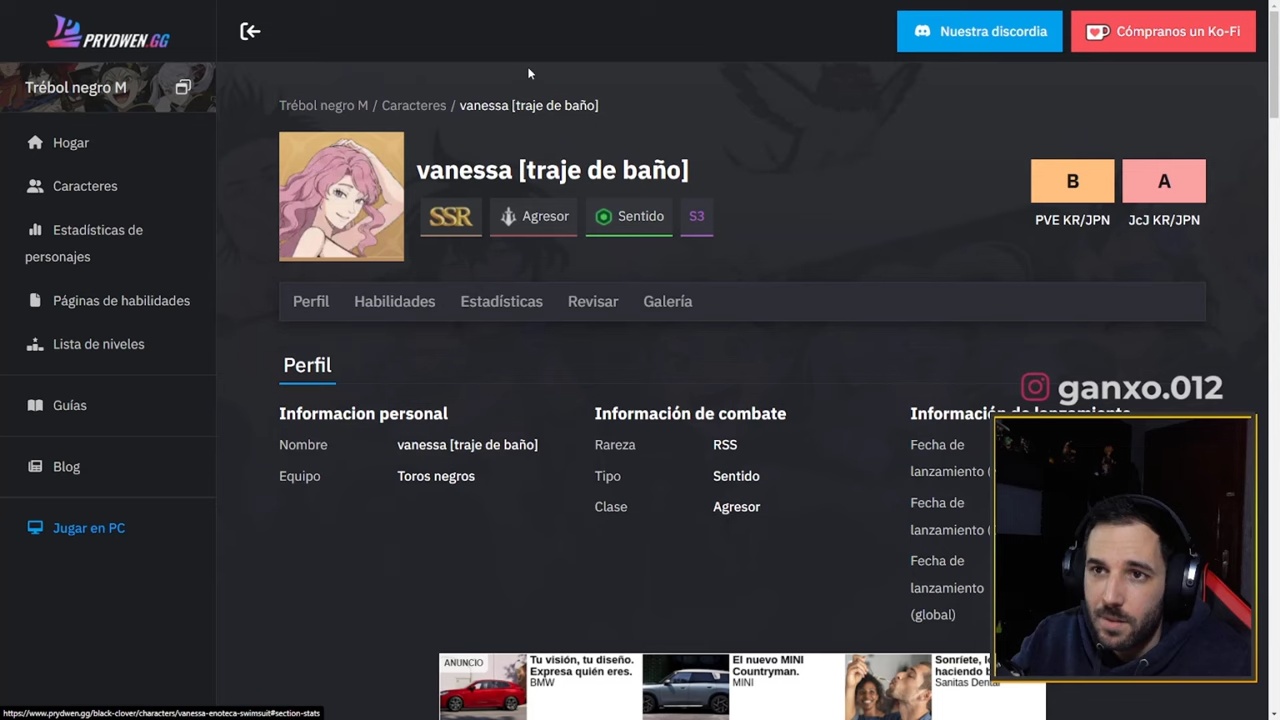 PRYDWEN.GG
Nuestra discordia
Cómpranos un Ko-Fi
Trébol negro M
Hogar
Caracteres
Estadísticas de
personajes
Páginas de habilidades
Lista de niveles
Guías
Blog
Jugar en PC
Trébol negro M / Caracteres / vanessa [traje de baño]
vanessa [traje de baño]
SSR
Agresor
Sentido
S3
B
A
PVE KR/JPN
JcJ KR/JPN
Perfil
Habilidades
Estadísticas
Revisar
Galería
Perfil
Informacion personal
Nombre
vanessa [traje de baño]
Equipo
Toros negros
Información de combate
Rareza
RSS
Tipo
Sentido
Clase
Agresor
ganxo.012
Información de lanzamiento
Fecha de
lanzamiento (
Fecha de
lanzamiento (
Fecha de
lanzamiento
(global)
ANUNCIO
Tu visión, tu diseño.
Expresa quién eres.
BMW
El nuevo MINI
Countryman.
MINI
Sonríete, lo
haciendo b
Sanitas Dental
https://www.prydwen.gg/black-clover/characters/vanessa-enoteca-swimsuit#section-stats